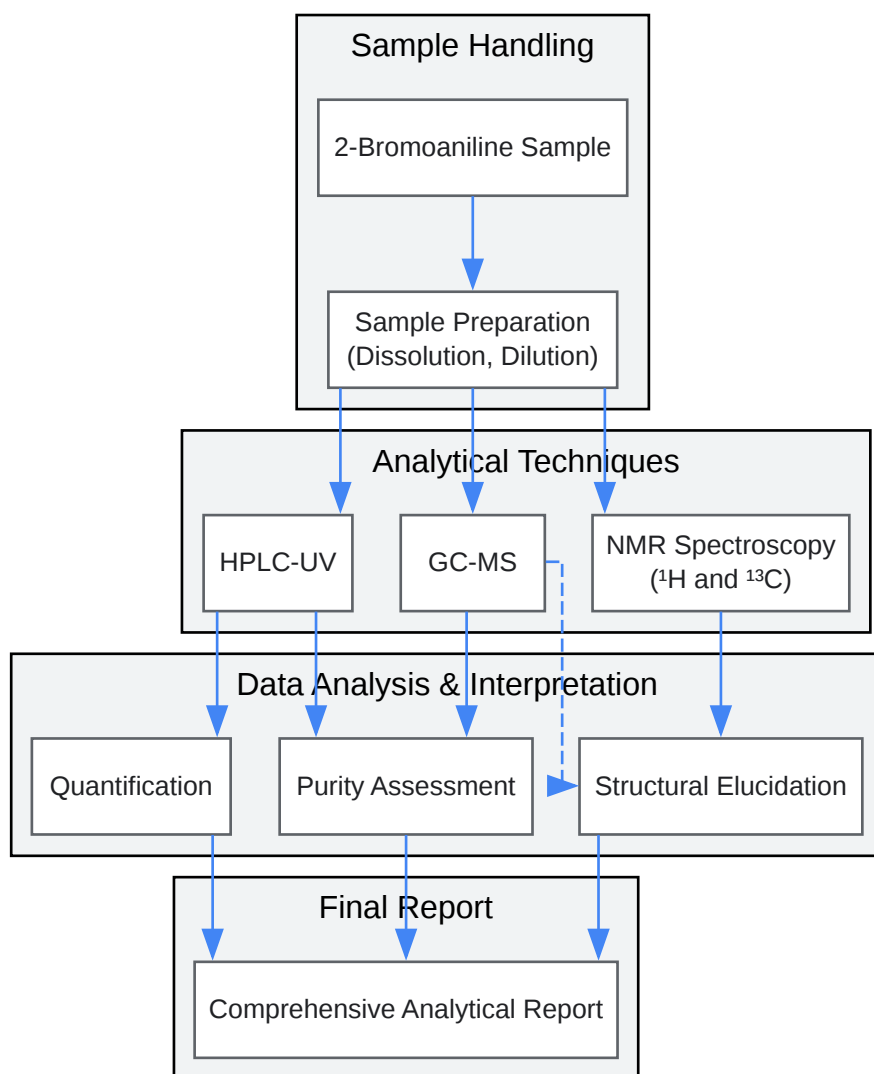 Sample Handling
2-Bromoaniline Sample
Sample Preparation
(Dissolution, Dilution)
Analytical Techniques
HPLC-UV
GC-MS
NMR Spectroscopy
(¹H and ¹³C)
Data Analysis & Interpretation
Quantification
Purity Assessment
Structural Elucidation
Final Report
Comprehensive Analytical Report